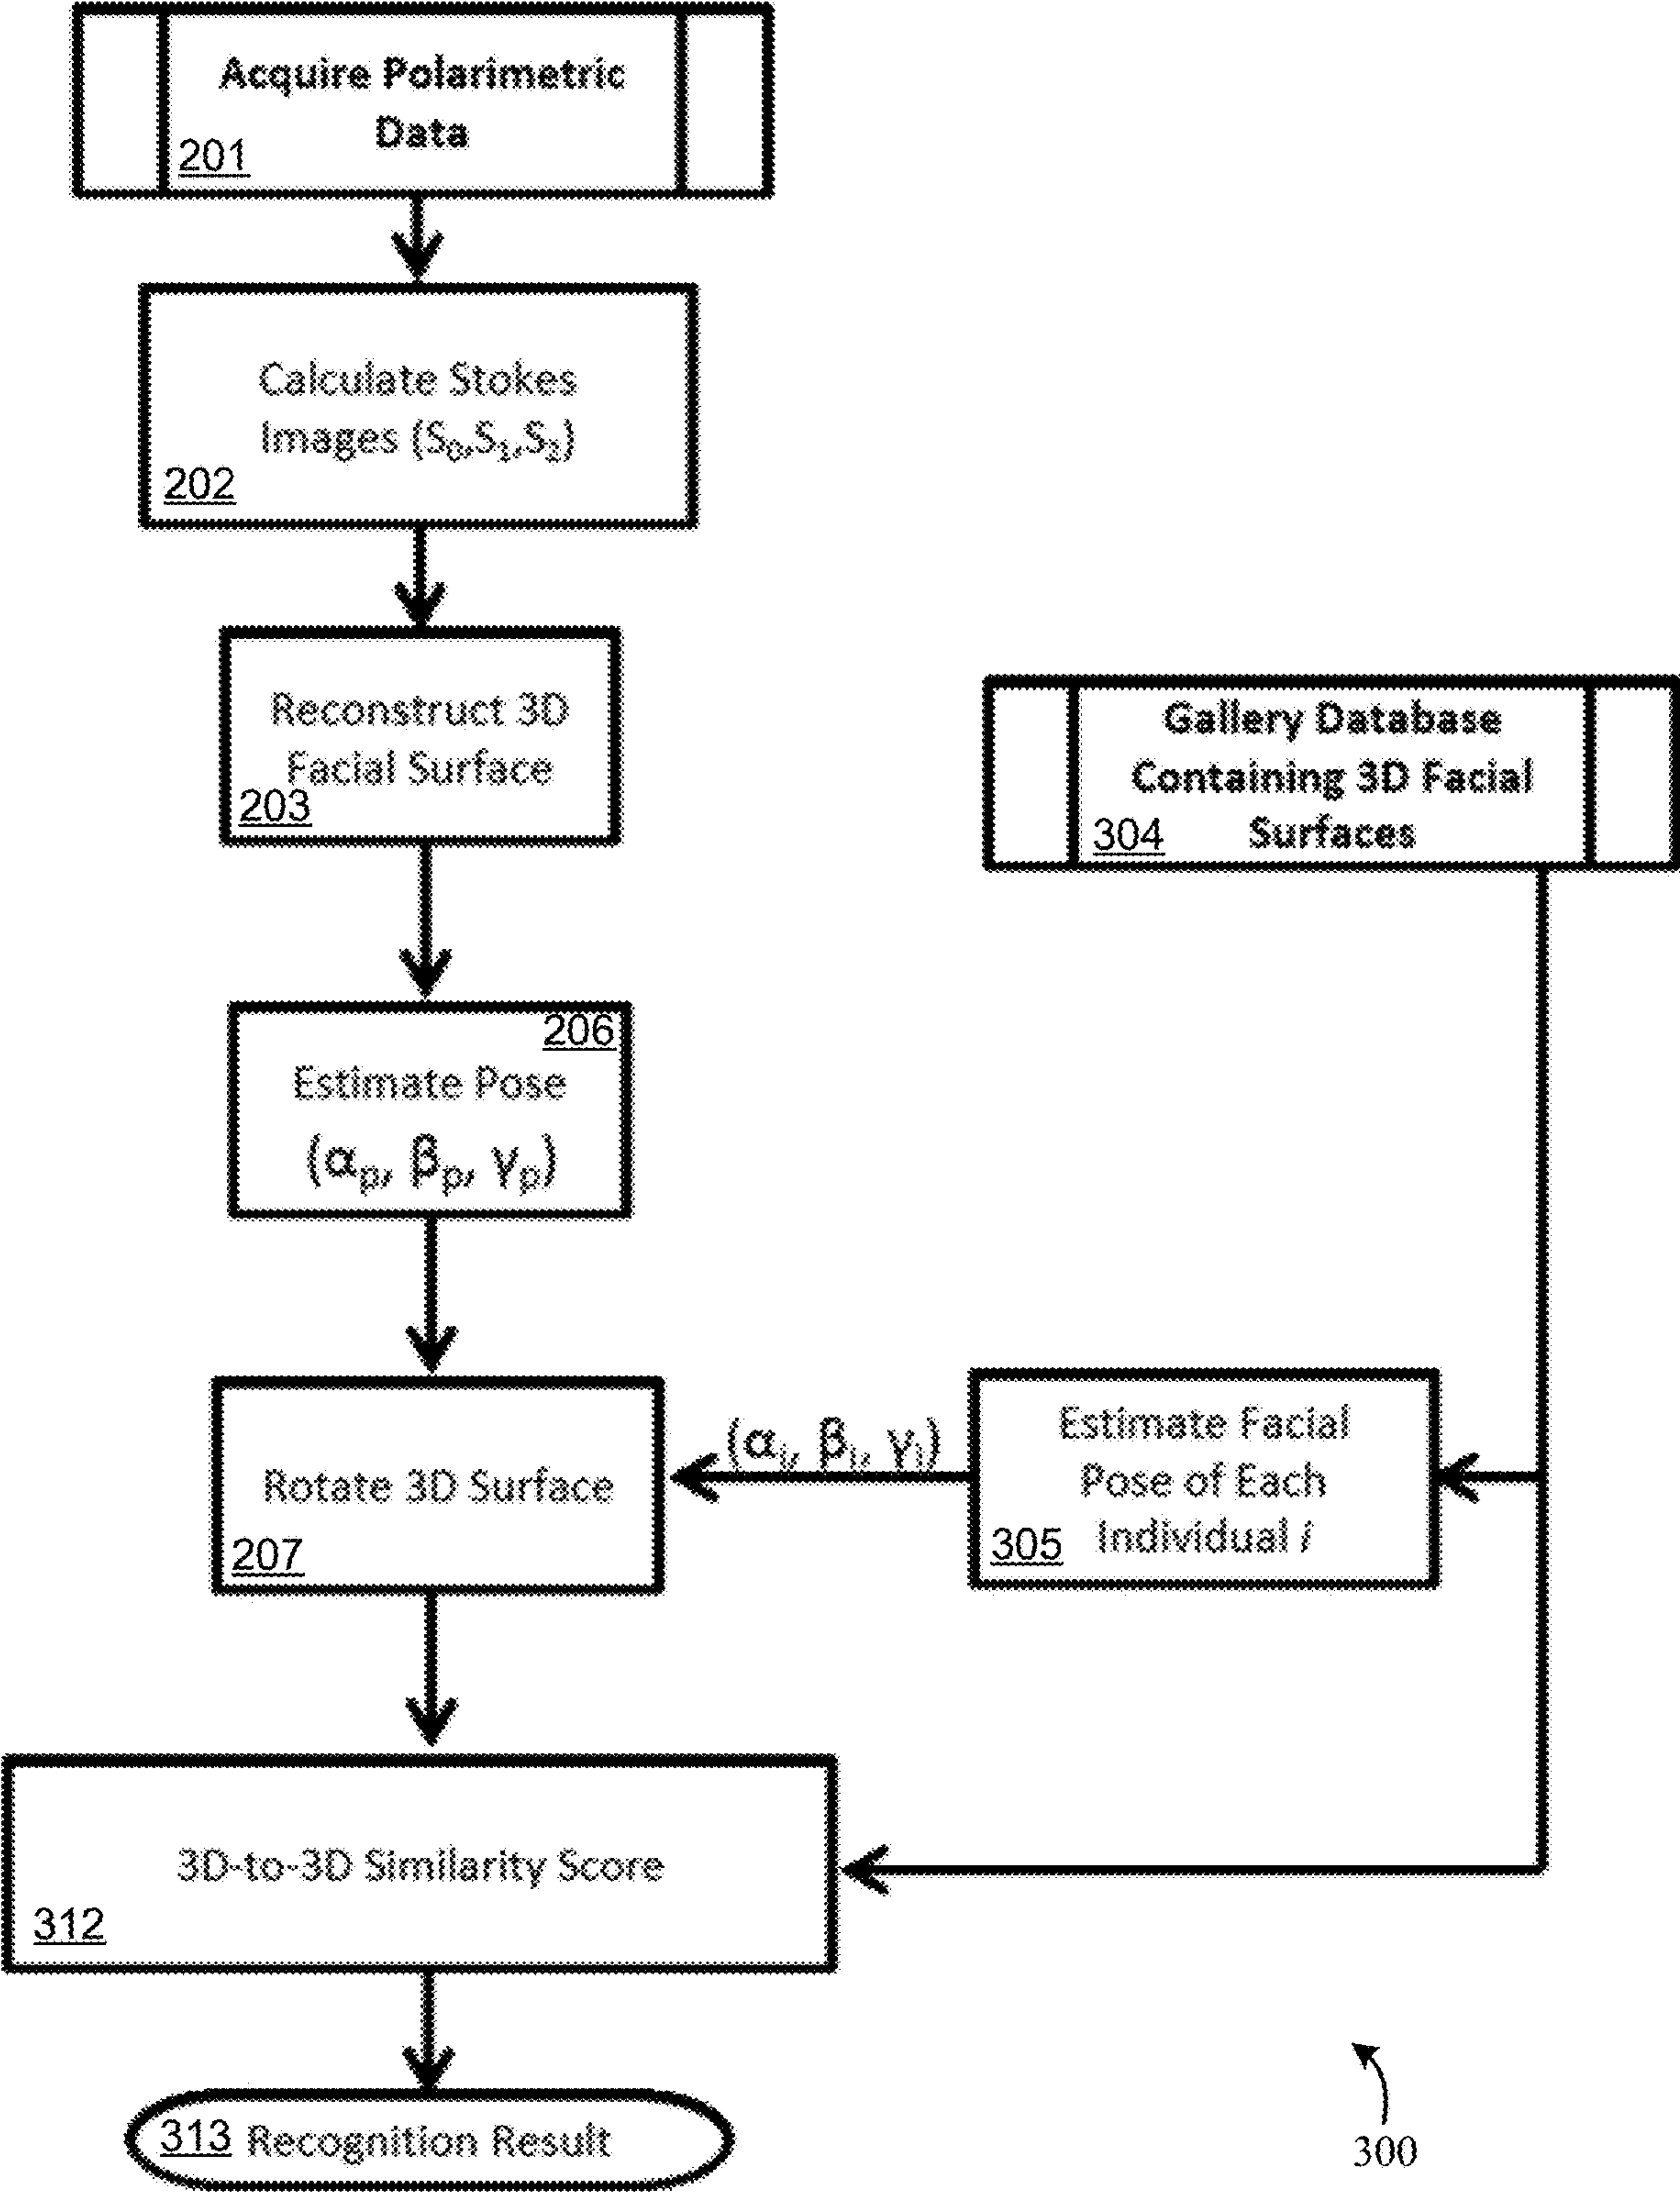 Acquire Polarimetric
Data
201
Calculate Stokes
Images (S₀,S₁,S₂)
202
Reconstruct 3D
Facial Surface
203
Gallery Database
Containing 3D Facial
Surfaces
304
206
Estimate Pose
(αₚ, βₚ, γₚ)
Rotate 3D Surface
207
(αᵢ, βᵢ, γᵢ)
Estimate Facial
Pose of Each
Individual i
305
3D-to-3D Similarity Score
312
313 Recognition Result
300